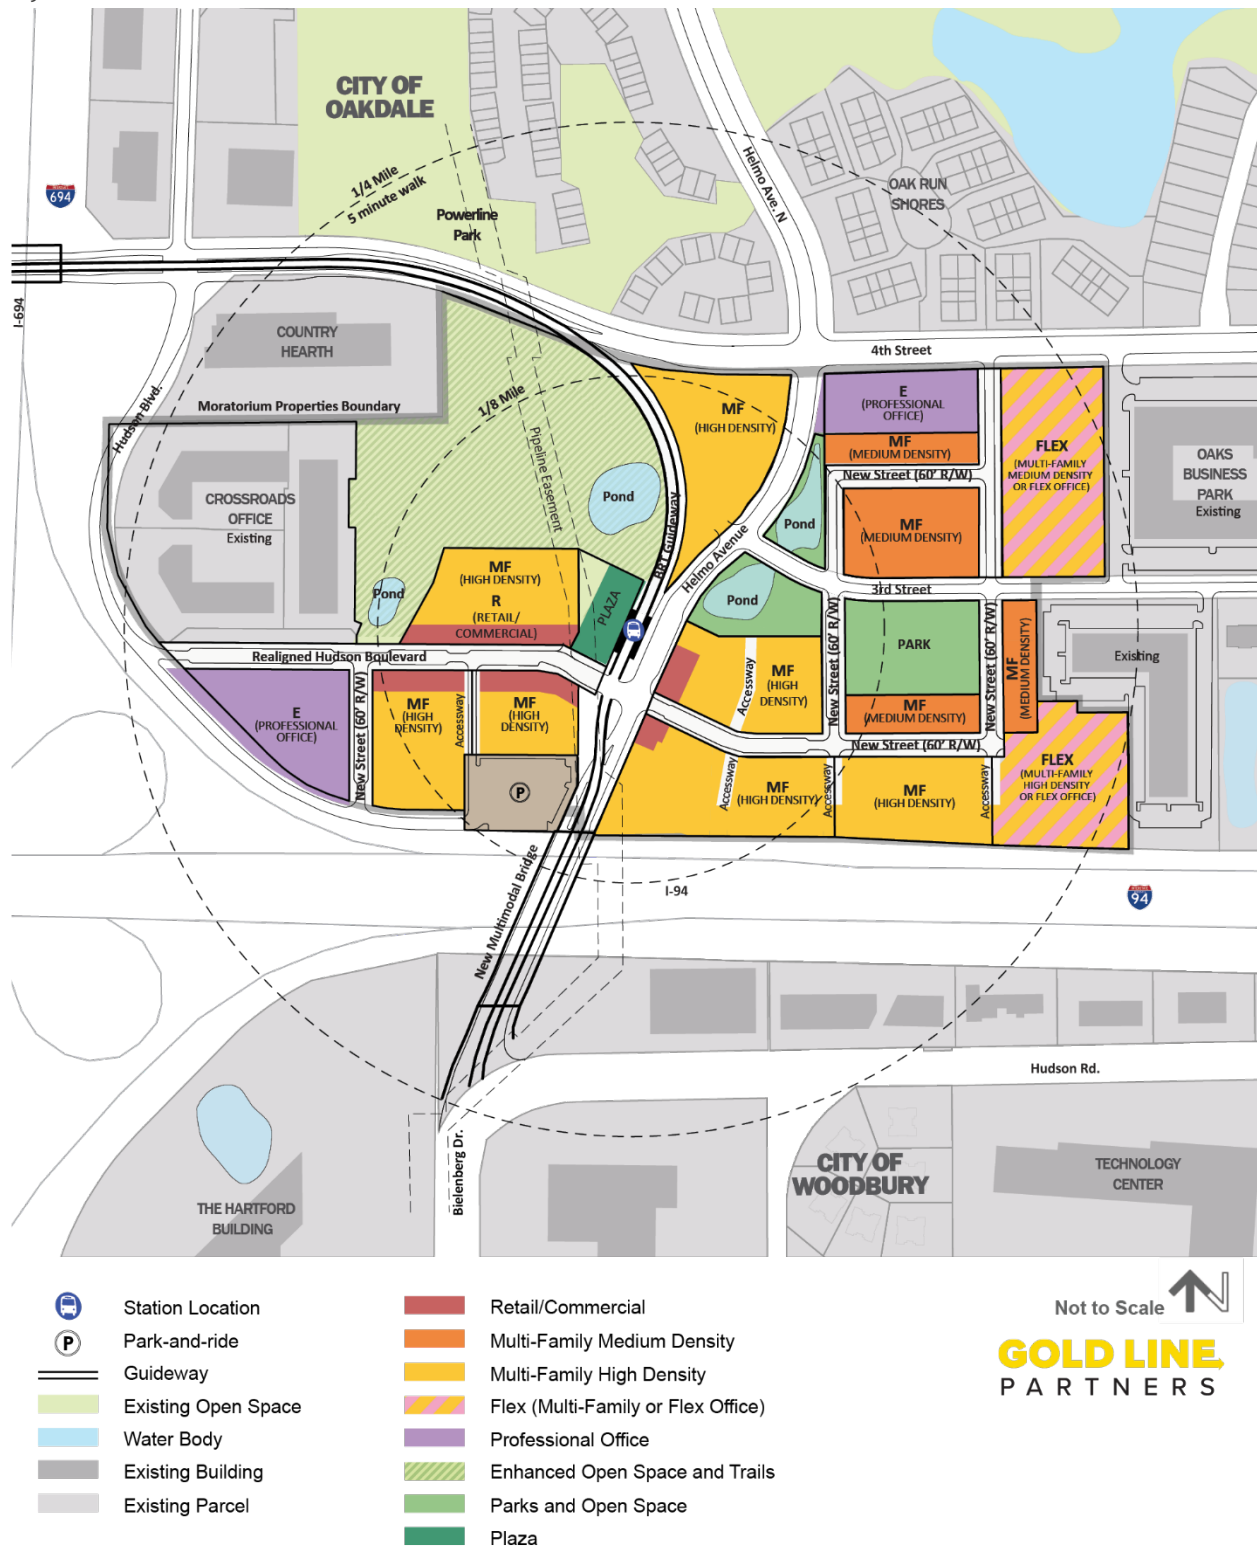 CITY OF
OAKDALE
694
1/4 Mile
5 minute walk
Powerline
Park
Helmo Ave. N
OAK RUN
SHORES
I-694
COUNTRY
HEARTH
4th Street
Hudson Blvd.
Moratorium Properties Boundary
1/8 Mile
Pipeline Easement
MF
(HIGH DENSITY)
E
(PROFESSIONAL
OFFICE)
MF
(MEDIUM DENSITY)
New Street (60' R/W)
FLEX
(MULTI-FAMILY
MEDIUM DENSITY
OR FLEX OFFICE)
OAKS
BUSINESS
PARK
Existing
CROSSROADS
OFFICE
Existing
Pond
BRT Guideway
Helmo Avenue
Pond
MF
(MEDIUM DENSITY)
MF
(HIGH DENSITY)
R
(RETAIL/
COMMERCIAL)
Pond
PLAZA
Pond
3rd Street
New Street (60' R/W)
PARK
New Street (60' R/W)
MF
(MEDIUM DENSITY)
Existing
Realigned Hudson Boulevard
E
(PROFESSIONAL
OFFICE)
New Street (60' R/W)
MF
(HIGH
DENSITY)
Accessway
MF
(HIGH
DENSITY)
Accessway
MF
(HIGH
DENSITY)
MF
(MEDIUM DENSITY)
New Street (60' R/W)
P
Accessway
MF
(HIGH DENSITY)
Accessway
MF
(HIGH DENSITY)
Accessway
FLEX
(MULTI-FAMILY
HIGH DENSITY
OR FLEX OFFICE)
New Multimodal Bridge
I-94
94
Hudson Rd.
Bielenberg Dr.
THE HARTFORD
BUILDING
CITY OF
WOODBURY
TECHNOLOGY
CENTER
Station Location
P
Park-and-ride
Guideway
Existing Open Space
Water Body
Existing Building
Existing Parcel
Retail/Commercial
Multi-Family Medium Density
Multi-Family High Density
Flex (Multi-Family or Flex Office)
Professional Office
Enhanced Open Space and Trails
Parks and Open Space
Plaza
Not to Scale
N
GOLD LINE
PARTNERS